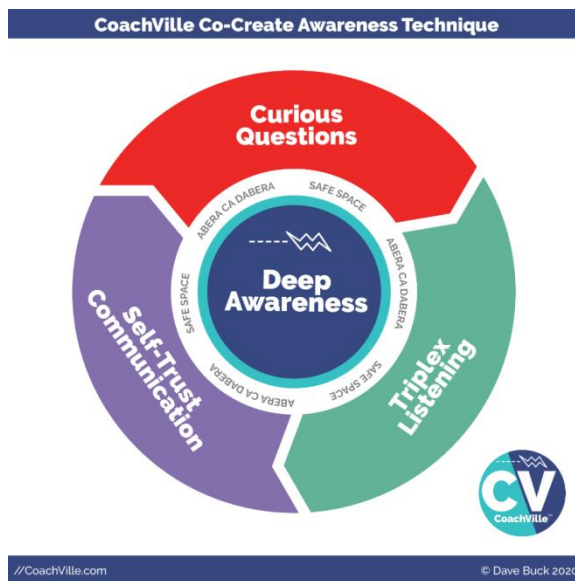 CoachVille Co-Create Awareness Technique
Curious
Questions
ABERA CA DABERA
SAFE SPACE
ABERA CA DABERA
SAFE SPACE
ABERA CA DABERA
SAFE SPACE
Deep
Awareness
Triplex
Listening
Self-Trust
Communication
CV
CoachVille™
//CoachVille.com
© Dave Buck 2020